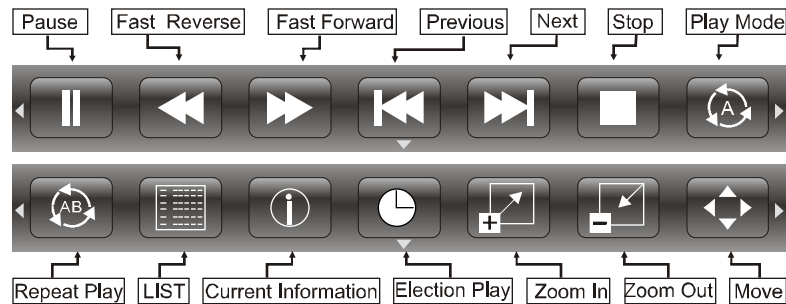 Pause Fast Reverse Fast Forward Previous Next Stop Play Mode
A
AB
Repeat Play LIST Current Information Election Play Zoom In Zoom Out Move